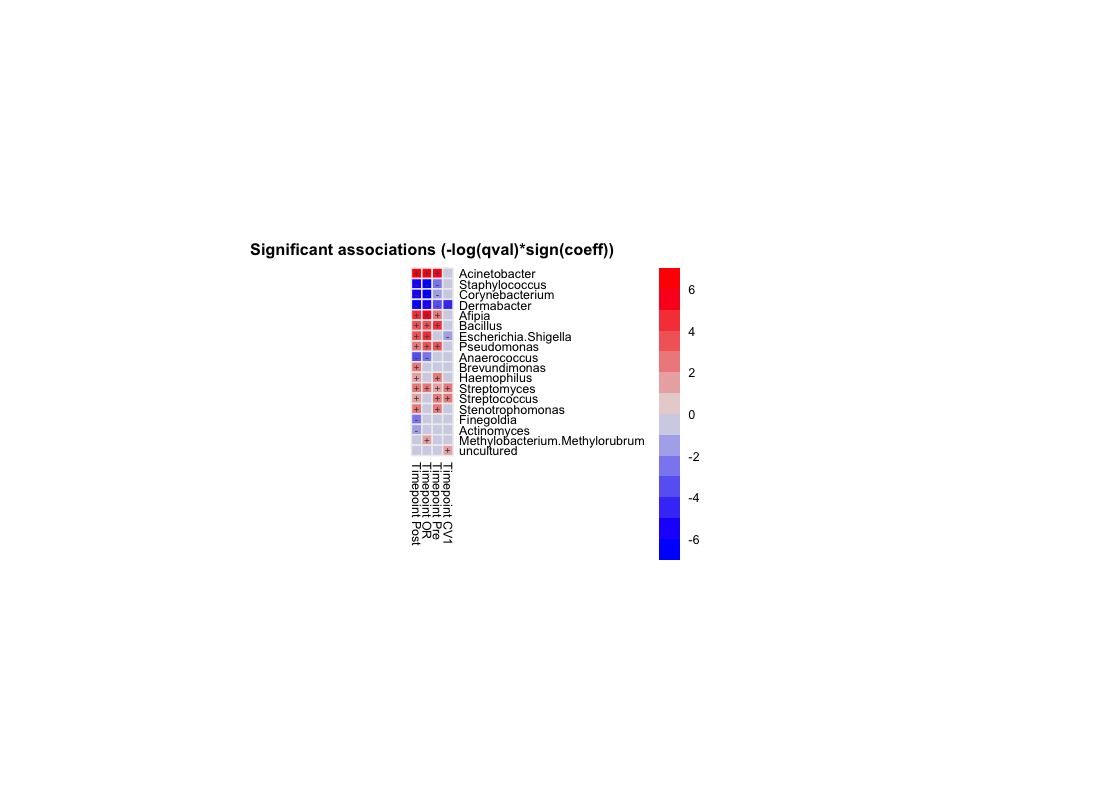 Significant associations (-log(qval)*sign(coeff))
Acinetobacter
Staphylococcus
Corynebacterium
Dermabacter
Afipia
Bacillus
Escherichia.Shigella
Pseudomonas
Anaerococcus
Brevundimonas
Haemophilus
Streptomyces
Streptococcus
Stenotrophomonas
Finegoldia
Actinomyces
Methylobacterium.Methylorubrum
uncultured
Timepoint Post
Timepoint OR
Timepoint Pre
Timepoint CV1
6
4
2
0
-2
-4
-6